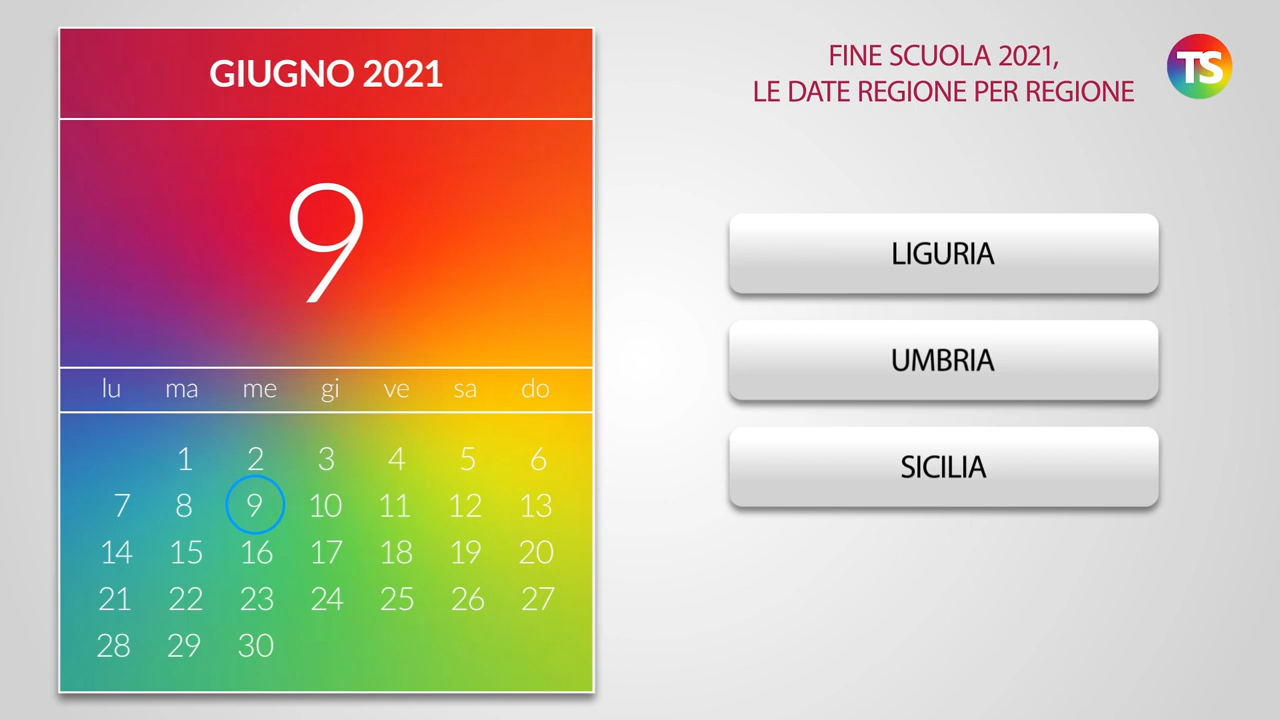 GIUGNO 2021
9
lu ma me gi ve sa do
1 2 3 4 5 6
7 8 9 10 11 12 13
14 15 16 17 18 19 20
21 22 23 24 25 26 27
28 29 30
FINE SCUOLA 2021,
LE DATE REGIONE PER REGIONE
TS
LIGURIA
UMBRIA
SICILIA